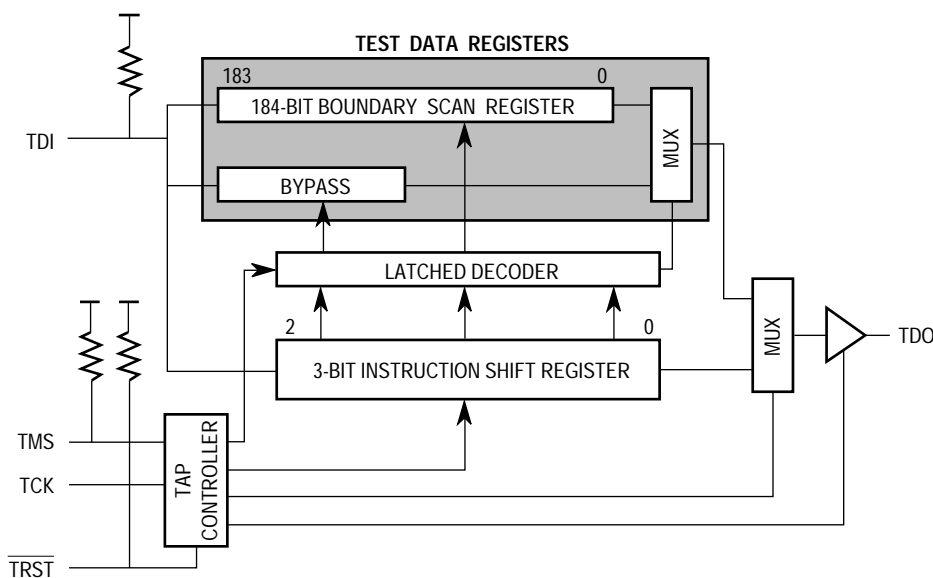 TEST DATA REGISTERS
183
0
184-BIT BOUNDARY SCAN REGISTER
TDI
MUX
BYPASS
LATCHED DECODER
2
0
3-BIT INSTRUCTION SHIFT REGISTER
MUX
TDO
TMS
TCK
TAP
CONTROLLER
TRST